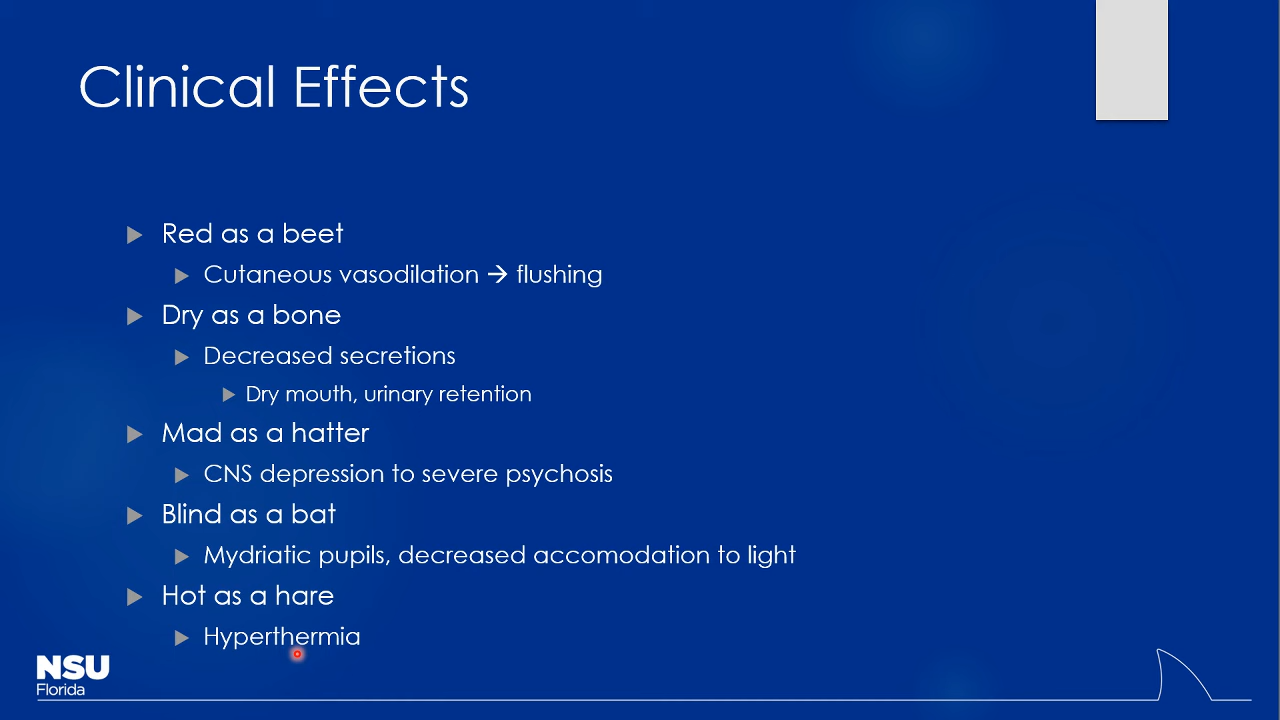 Clinical Effects
Red as a beet
Cutaneous vasodilation → flushing
Dry as a bone
Decreased secretions
Dry mouth, urinary retention
Mad as a hatter
CNS depression to severe psychosis
Blind as a bat
Mydriatic pupils, decreased accomodation to light
Hot as a hare
Hyperthermia
NSU
Florida